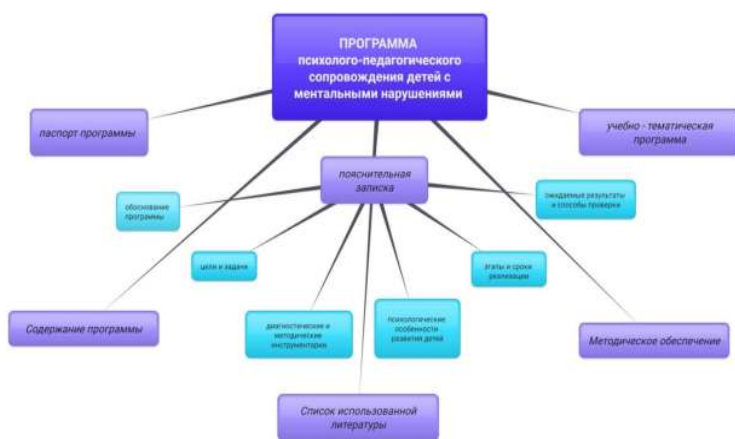 ПРОГРАММА
психолого-педагогического
сопровождения детей с
ментальными нарушениями
паспорт программы
учебно - тематическая
программа
пояснительная
записка
обоснование
программы
ожидаемые результаты
и способы проверки
цели и задачи
этапы и сроки
реализации
диагностические и
методические
инструментарии
психологические
особенности
развития детей
Содержание программы
Методическое обеспечение
Список использованной
литературы